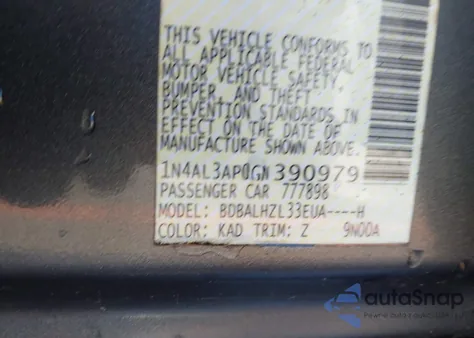 THIS VEHICLE CONFORMS TO
ALL APPLICABLE FEDERAL
MOTOR VEHICLE SAFETY,
BUMPER, AND THEFT
PREVENTION STANDARDS IN
EFFECT ON THE DATE OF
MANUFACTURE SHOWN ABOVE.
1N4AL3AP0GN390979
PASSENGER CAR 777898
MODEL: BDBALHZL33EUA----H
COLOR: KAD TRIM: Z 9N00A
autoSnap